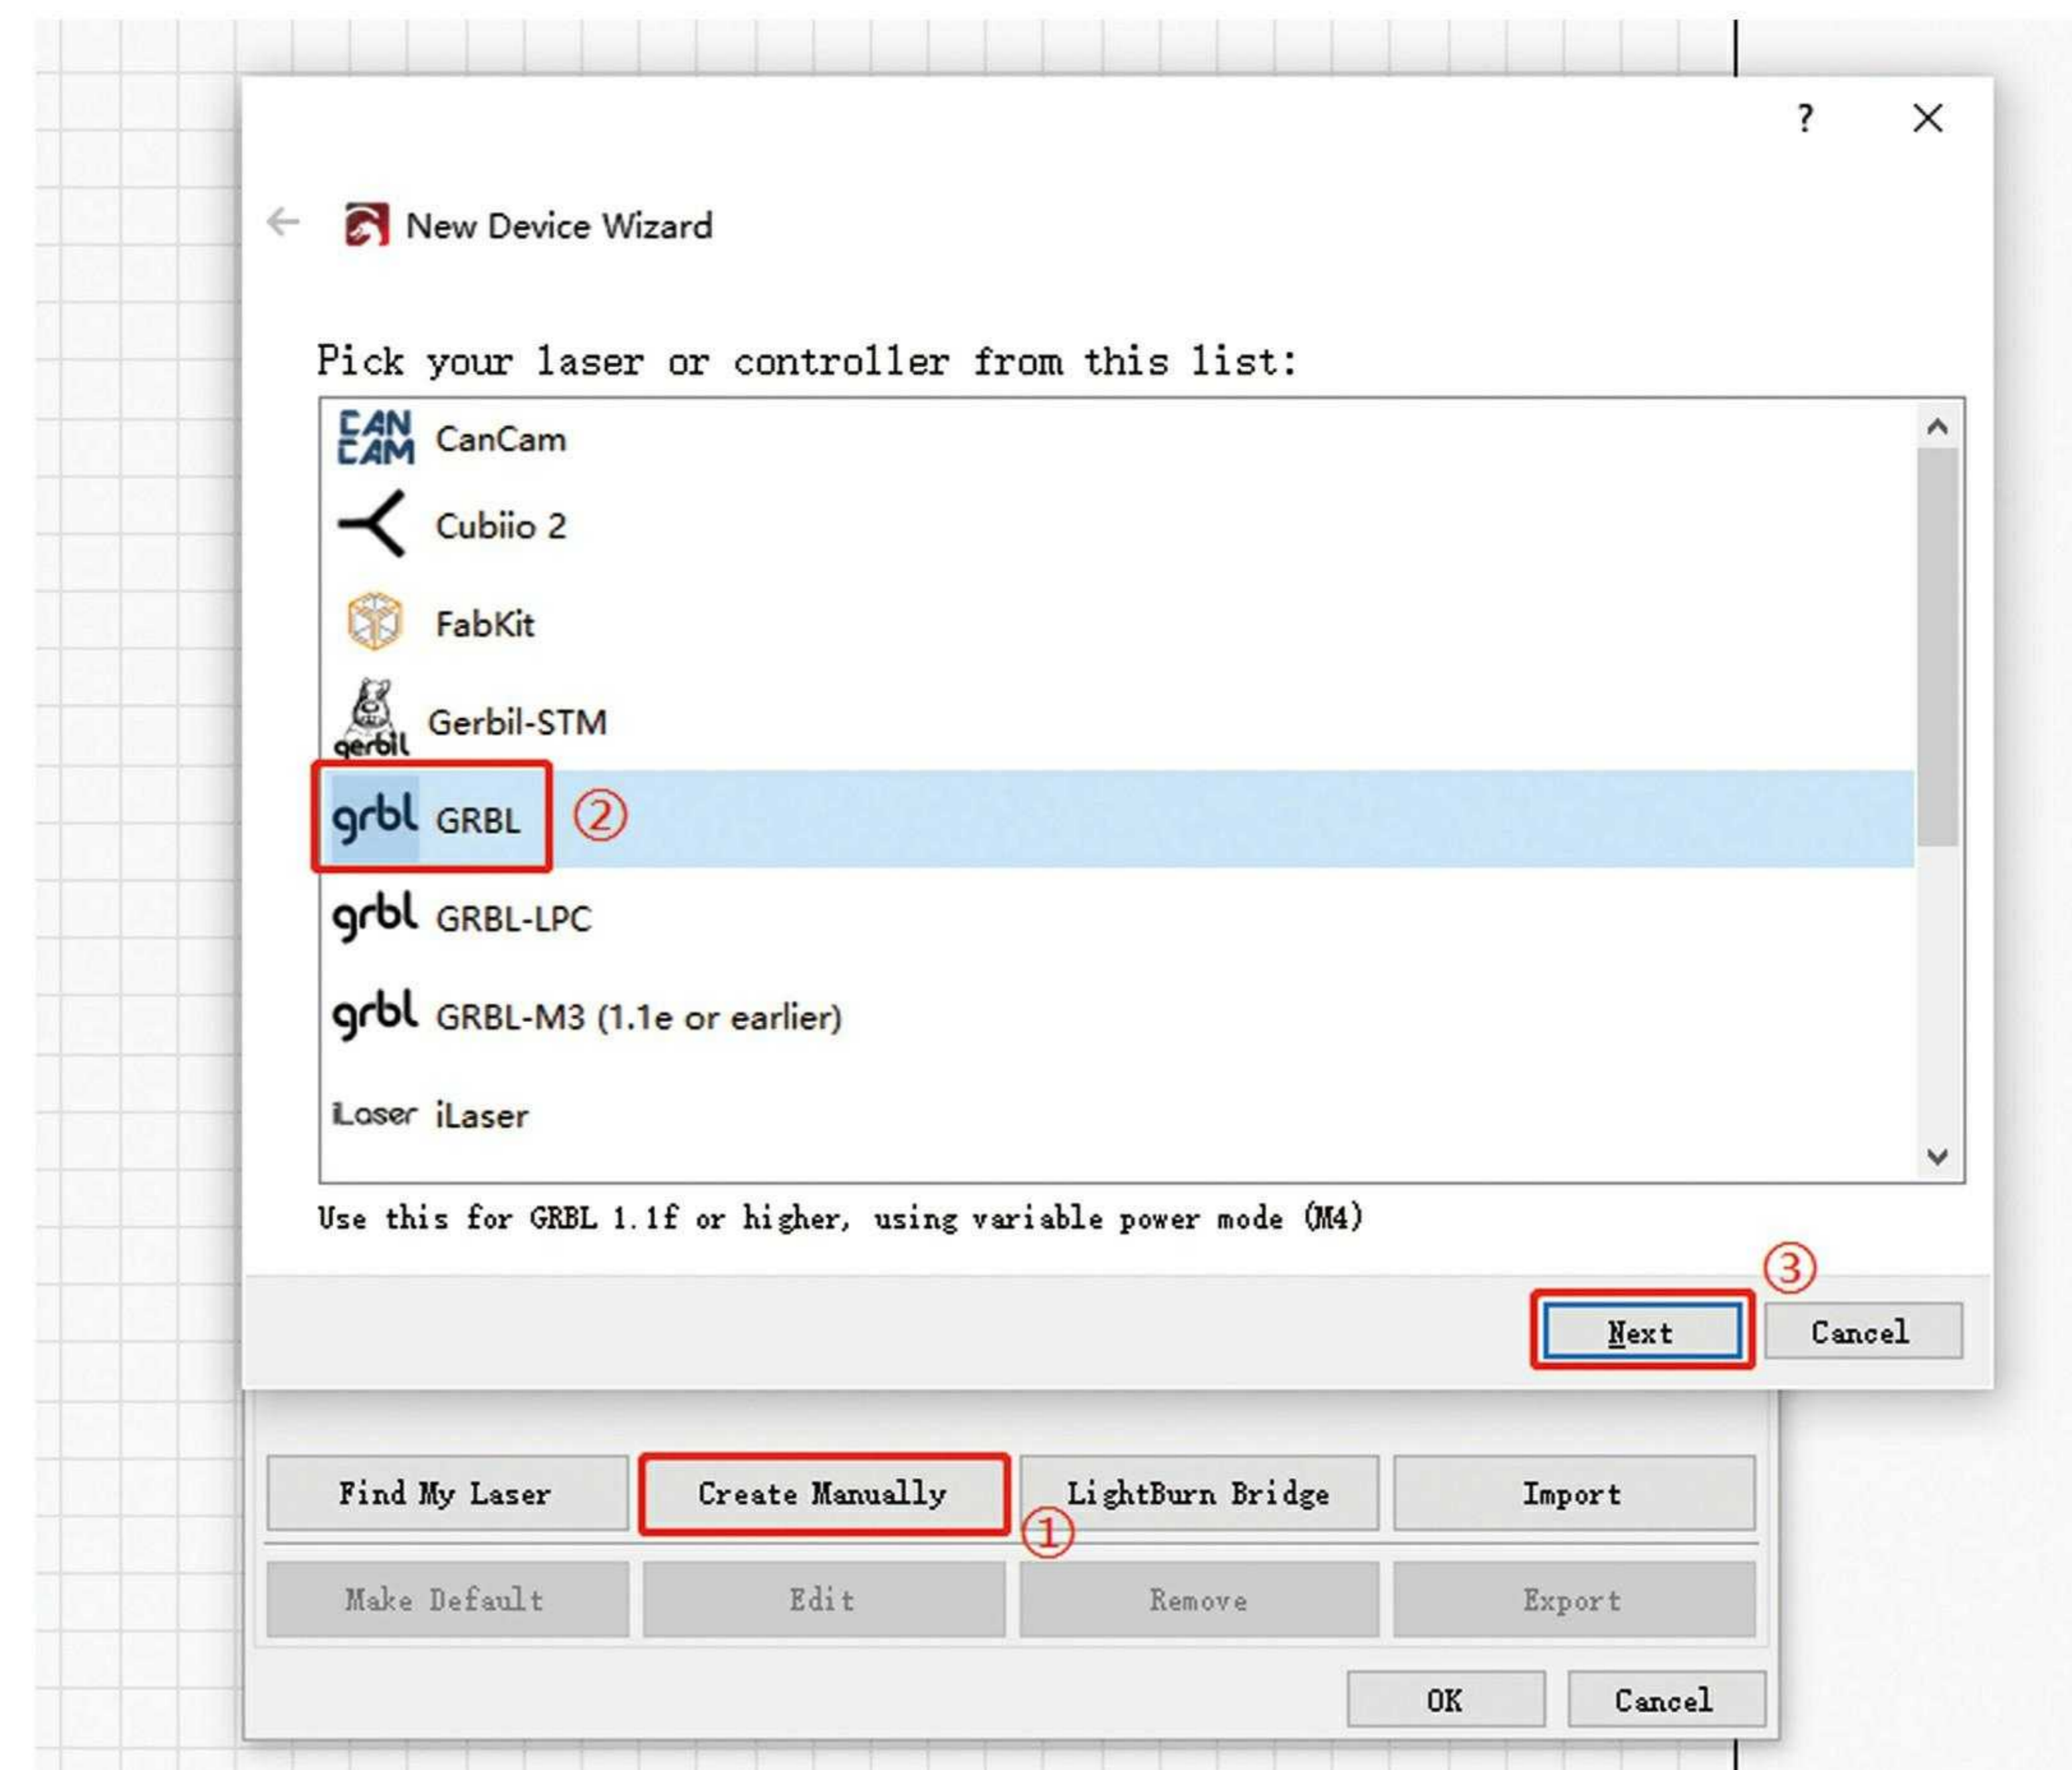 ?
New Device Wizard
Pick your laser or controller from this list:
CAN CAM CanCam
Cubiio 2
FabKit
gerbil Gerbil-STM
grbl GRBL ②
grbl GRBL-LPC
grbl GRBL-M3 (1.1e or earlier)
iLaser iLaser
Use this for GRBL 1.1f or higher, using variable power mode (M4)
③
Next Cancel
Find My Laser Create Manually LightBurn Bridge Import
①
Make Default Edit Remove Export
OK Cancel